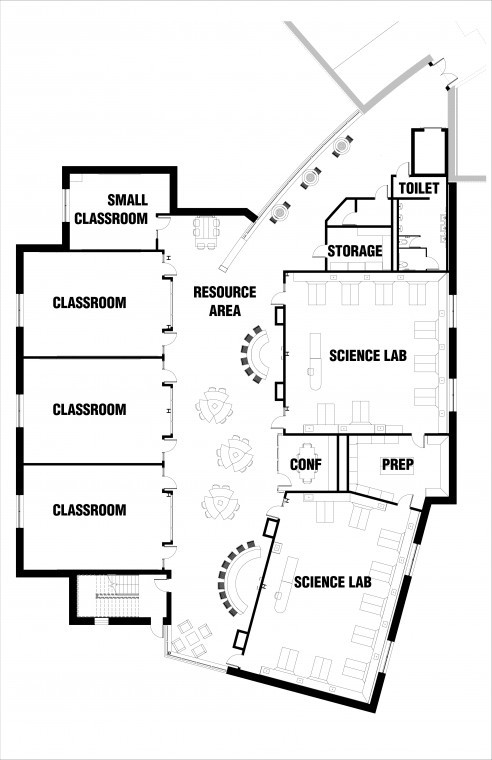 TOILET
SMALL
CLASSROOM
STORAGE
RESOURCE
AREA
CLASSROOM
SCIENCE LAB
CLASSROOM
CONF
PREP
CLASSROOM
SCIENCE LAB